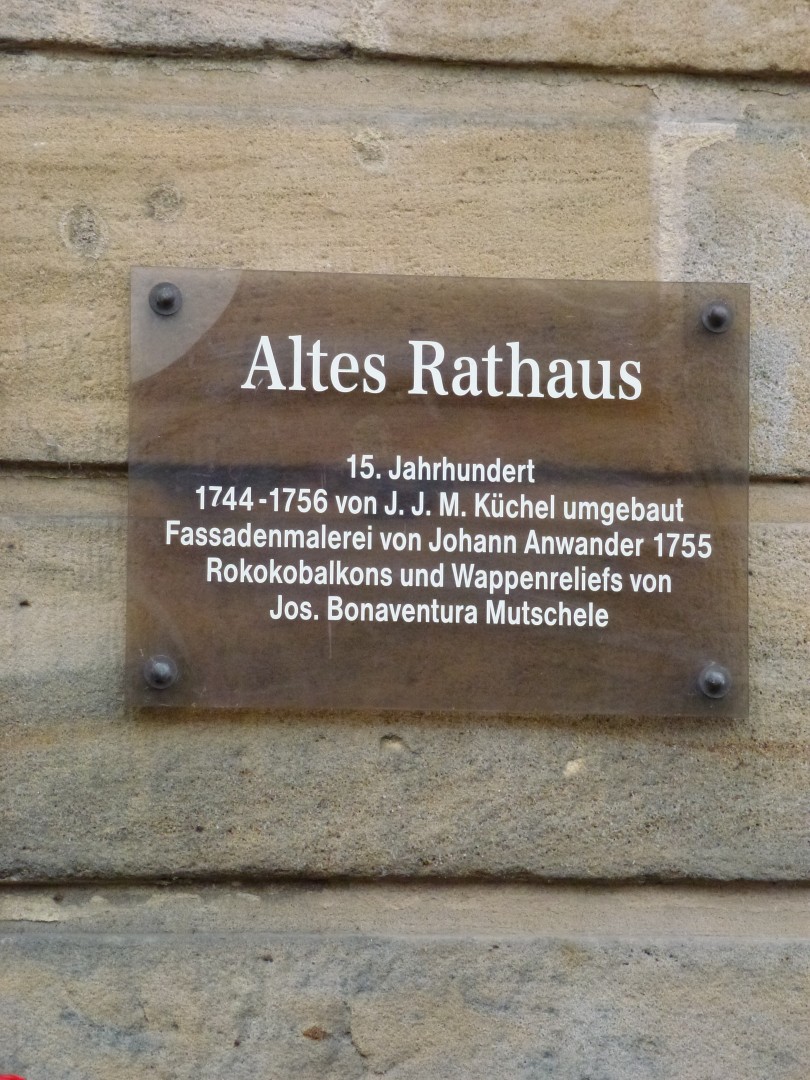 Altes Rathaus
15. Jahrhundert
1744-1756 von J. J. M. Küchel umgebaut
Fassadenmalerei von Johann Anwander 1755
Rokokobalkons und Wappenreliefs von
Jos. Bonaventura Mutschele